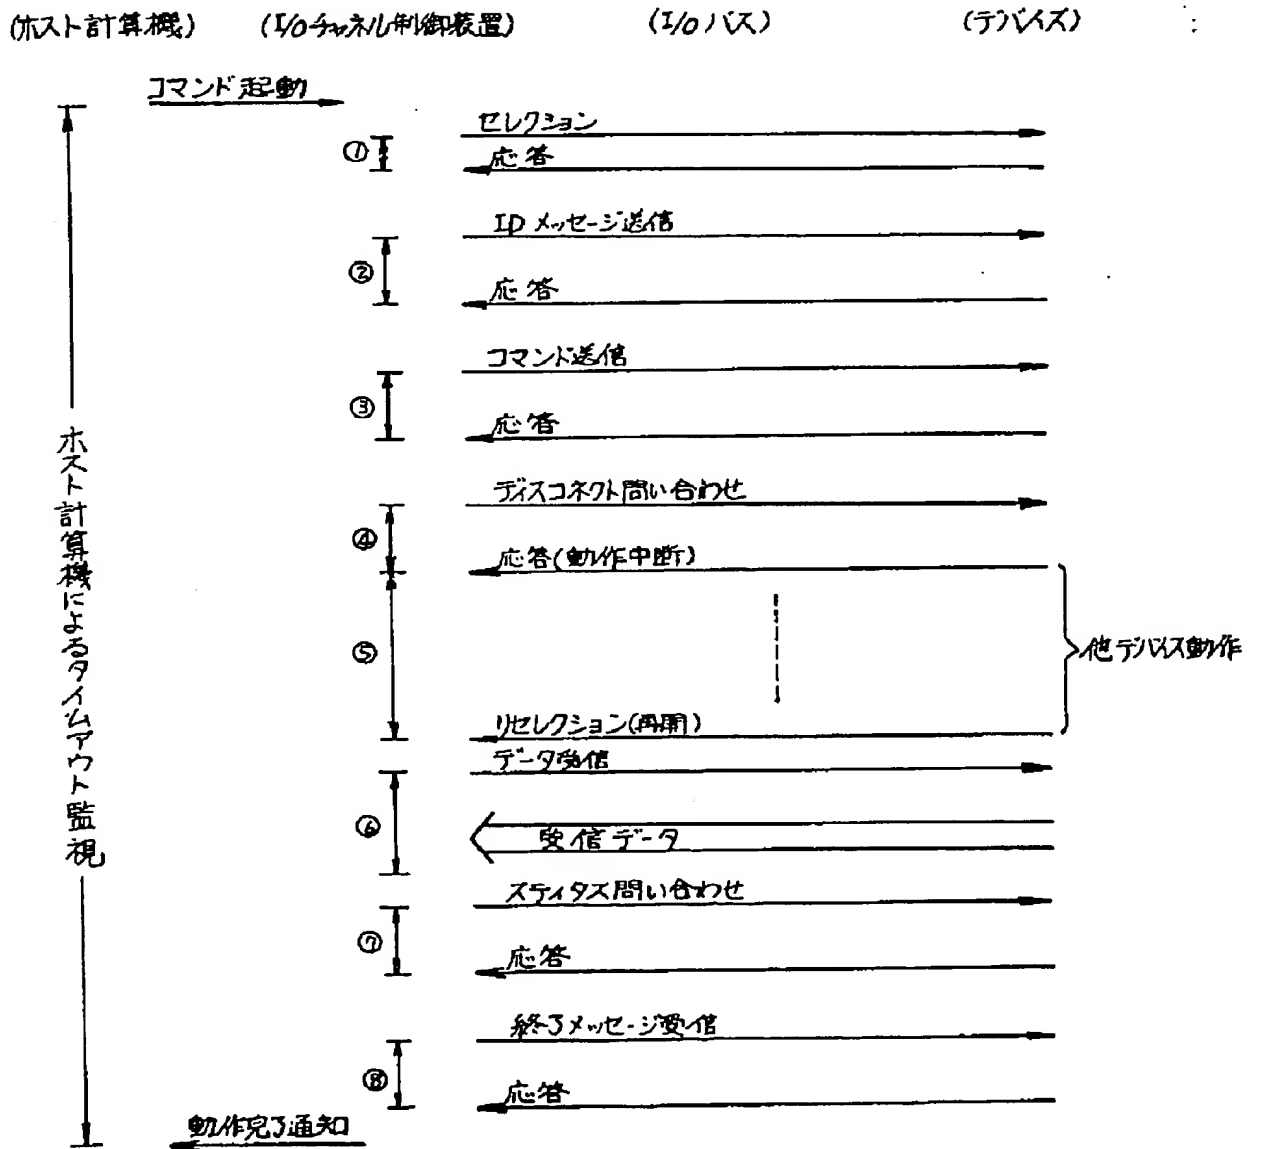 (ホスト計算機) (I/Oチャネル制御装置) (I/Oバス) (デバイス)
コマンド起動
セレクション
① 応答
IDメッセージ送信
② 応答
コマンド送信
③ 応答
ディスコネクト問い合わせ
④ 応答(動作中断)
⑤ 他デバイス動作
リセレクション(再開)
データ受信
⑥ 受信データ
ステイタス問い合わせ
⑦ 応答
終了メッセージ受信
⑧ 応答
動作完了通知
ホスト計算機によるタイムアウト監視